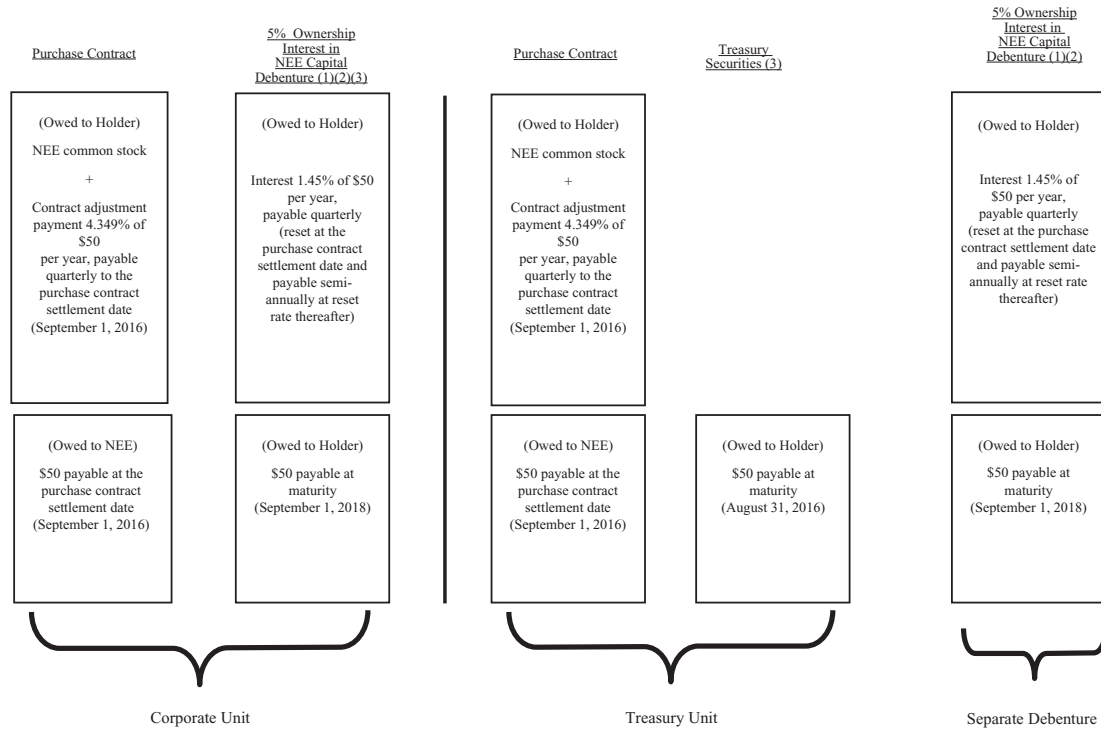 Purchase Contract
5% Ownership
Interest in
NEE Capital
Debenture (1)(2)(3)
(Owed to Holder)
NEE common stock
+
Contract adjustment
payment 4.349% of
$50
per year, payable
quarterly to the
purchase contract
settlement date
(September 1, 2016)
(Owed to Holder)
Interest 1.45% of $50
per year,
payable quarterly
(reset at the
purchase contract
settlement date and
payable semi-
annually at reset
rate thereafter)
(Owed to NEE)
$50 payable at the
purchase contract
settlement date
(September 1, 2016)
(Owed to Holder)
$50 payable at
maturity
(September 1, 2018)
Corporate Unit
Purchase Contract
Treasury
Securities (3)
(Owed to Holder)
NEE common stock
+
Contract adjustment
payment 4.349% of
$50
per year, payable
quarterly to the
purchase contract
settlement date
(September 1, 2016)
(Owed to NEE)
$50 payable at the
purchase contract
settlement date
(September 1, 2016)
(Owed to Holder)
$50 payable at
maturity
(August 31, 2016)
Treasury Unit
5% Ownership
Interest in
NEE Capital
Debenture (1)(2)
(Owed to Holder)
Interest 1.45% of
$50 per year,
payable quarterly
(reset at the purchase
contract settlement date
and payable semi-
annually at reset rate
thereafter)
(Owed to Holder)
$50 payable at
maturity
(September 1, 2018)
Separate Debenture